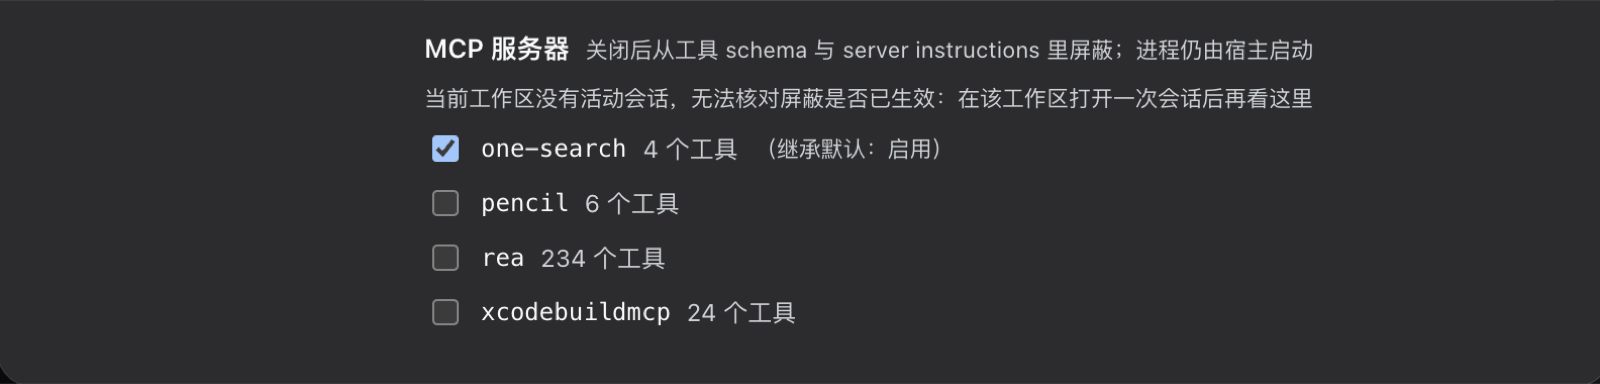 MCP 服务器 关闭后从工具 schema 与 server instructions 里屏蔽；进程仍由宿主启动
当前工作区没有活动会话，无法核对屏蔽是否已生效：在该工作区打开一次会话后再看这里
one-search 4 个工具 （继承默认：启用）
pencil 6 个工具
rea 234 个工具
xcodebuildmcp 24 个工具